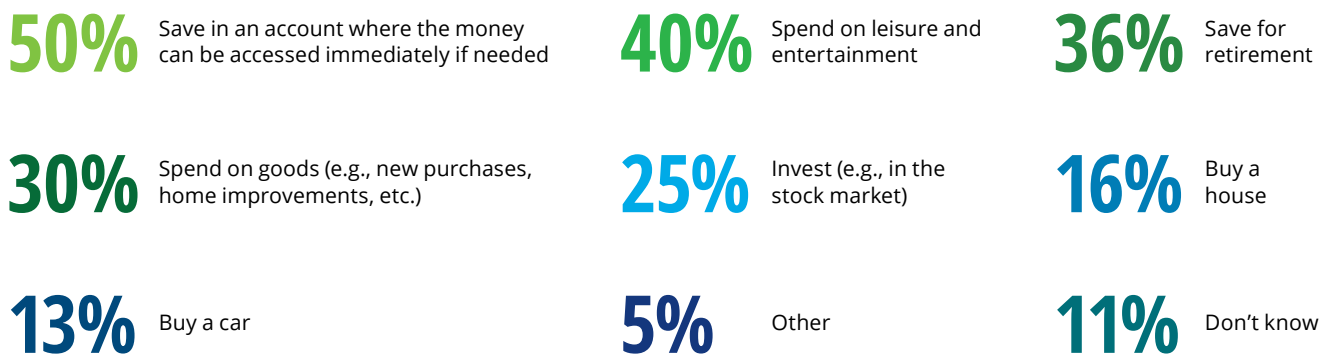 50%
Save in an account where the money
can be accessed immediately if needed
40%
Spend on leisure and
entertainment
36%
Save for
retirement
30%
Spend on goods (e.g., new purchases,
home improvements, etc.)
25%
Invest (e.g., in the
stock market)
16%
Buy a
house
13%
Buy a car
5%
Other
11%
Don’t know